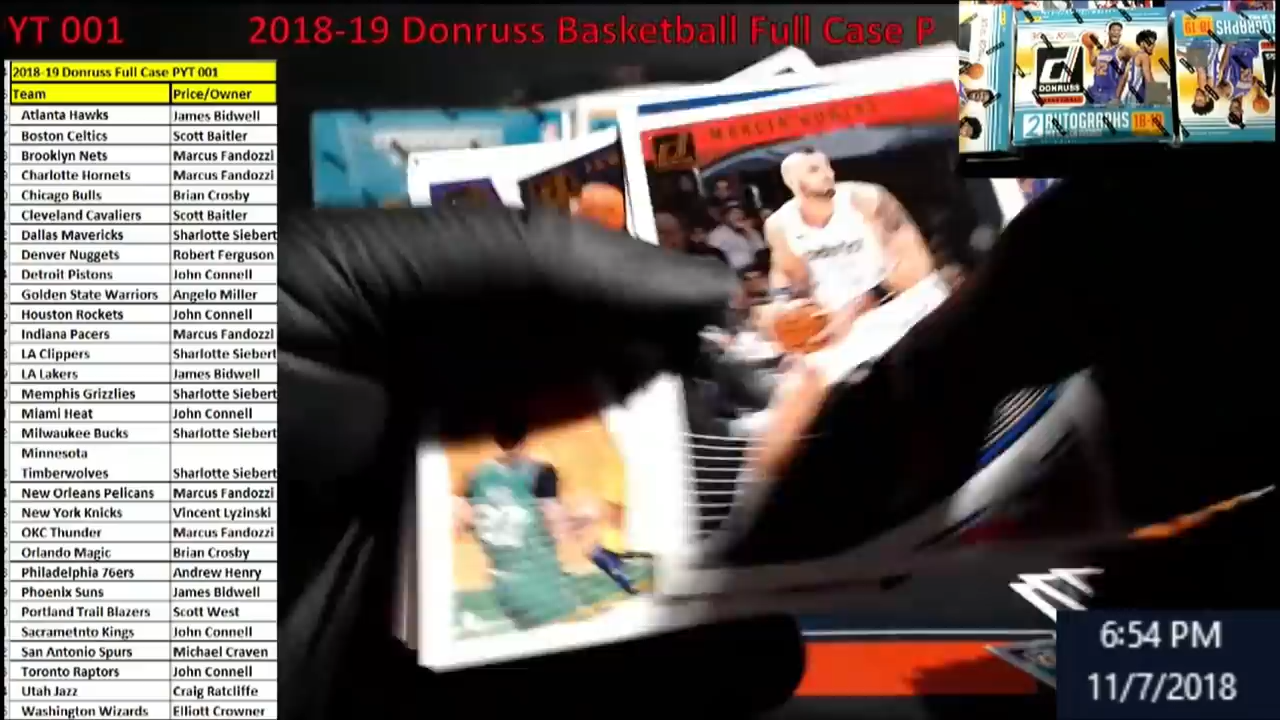 YT 001 2018-19 Donruss Basketball Full Case P
2018-19 Donruss Full Case PYT 001
Team Price/Owner
Atlanta Hawks James Bidwell
Boston Celtics Scott Baitler
Brooklyn Nets Marcus Fandozzi
Charlotte Hornets Marcus Fandozzi
Chicago Bulls Brian Crosby
Cleveland Cavaliers Scott Baitler
Dallas Mavericks Sharlotte Siebert
Denver Nuggets Robert Ferguson
Detroit Pistons John Connell
Golden State Warriors Angelo Miller
Houston Rockets John Connell
Indiana Pacers Marcus Fandozzi
LA Clippers Sharlotte Siebert
LA Lakers James Bidwell
Memphis Grizzlies Sharlotte Siebert
Miami Heat John Connell
Milwaukee Bucks Sharlotte Siebert
Minnesota
Timberwolves Sharlotte Siebert
New Orleans Pelicans Marcus Fandozzi
New York Knicks Vincent Lyzinski
OKC Thunder Marcus Fandozzi
Orlando Magic Brian Crosby
Philadelphia 76ers Andrew Henry
Phoenix Suns James Bidwell
Portland Trail Blazers Scott West
Sacrametnto Kings John Connell
San Antonio Spurs Michael Craven
Toronto Raptors John Connell
Utah Jazz Craig Ratcliffe
Washington Wizards Elliott Crowner
DONRUSS
2 AUTOGRAPHS 18-19
MARCIN
6:54 PM
11/7/2018